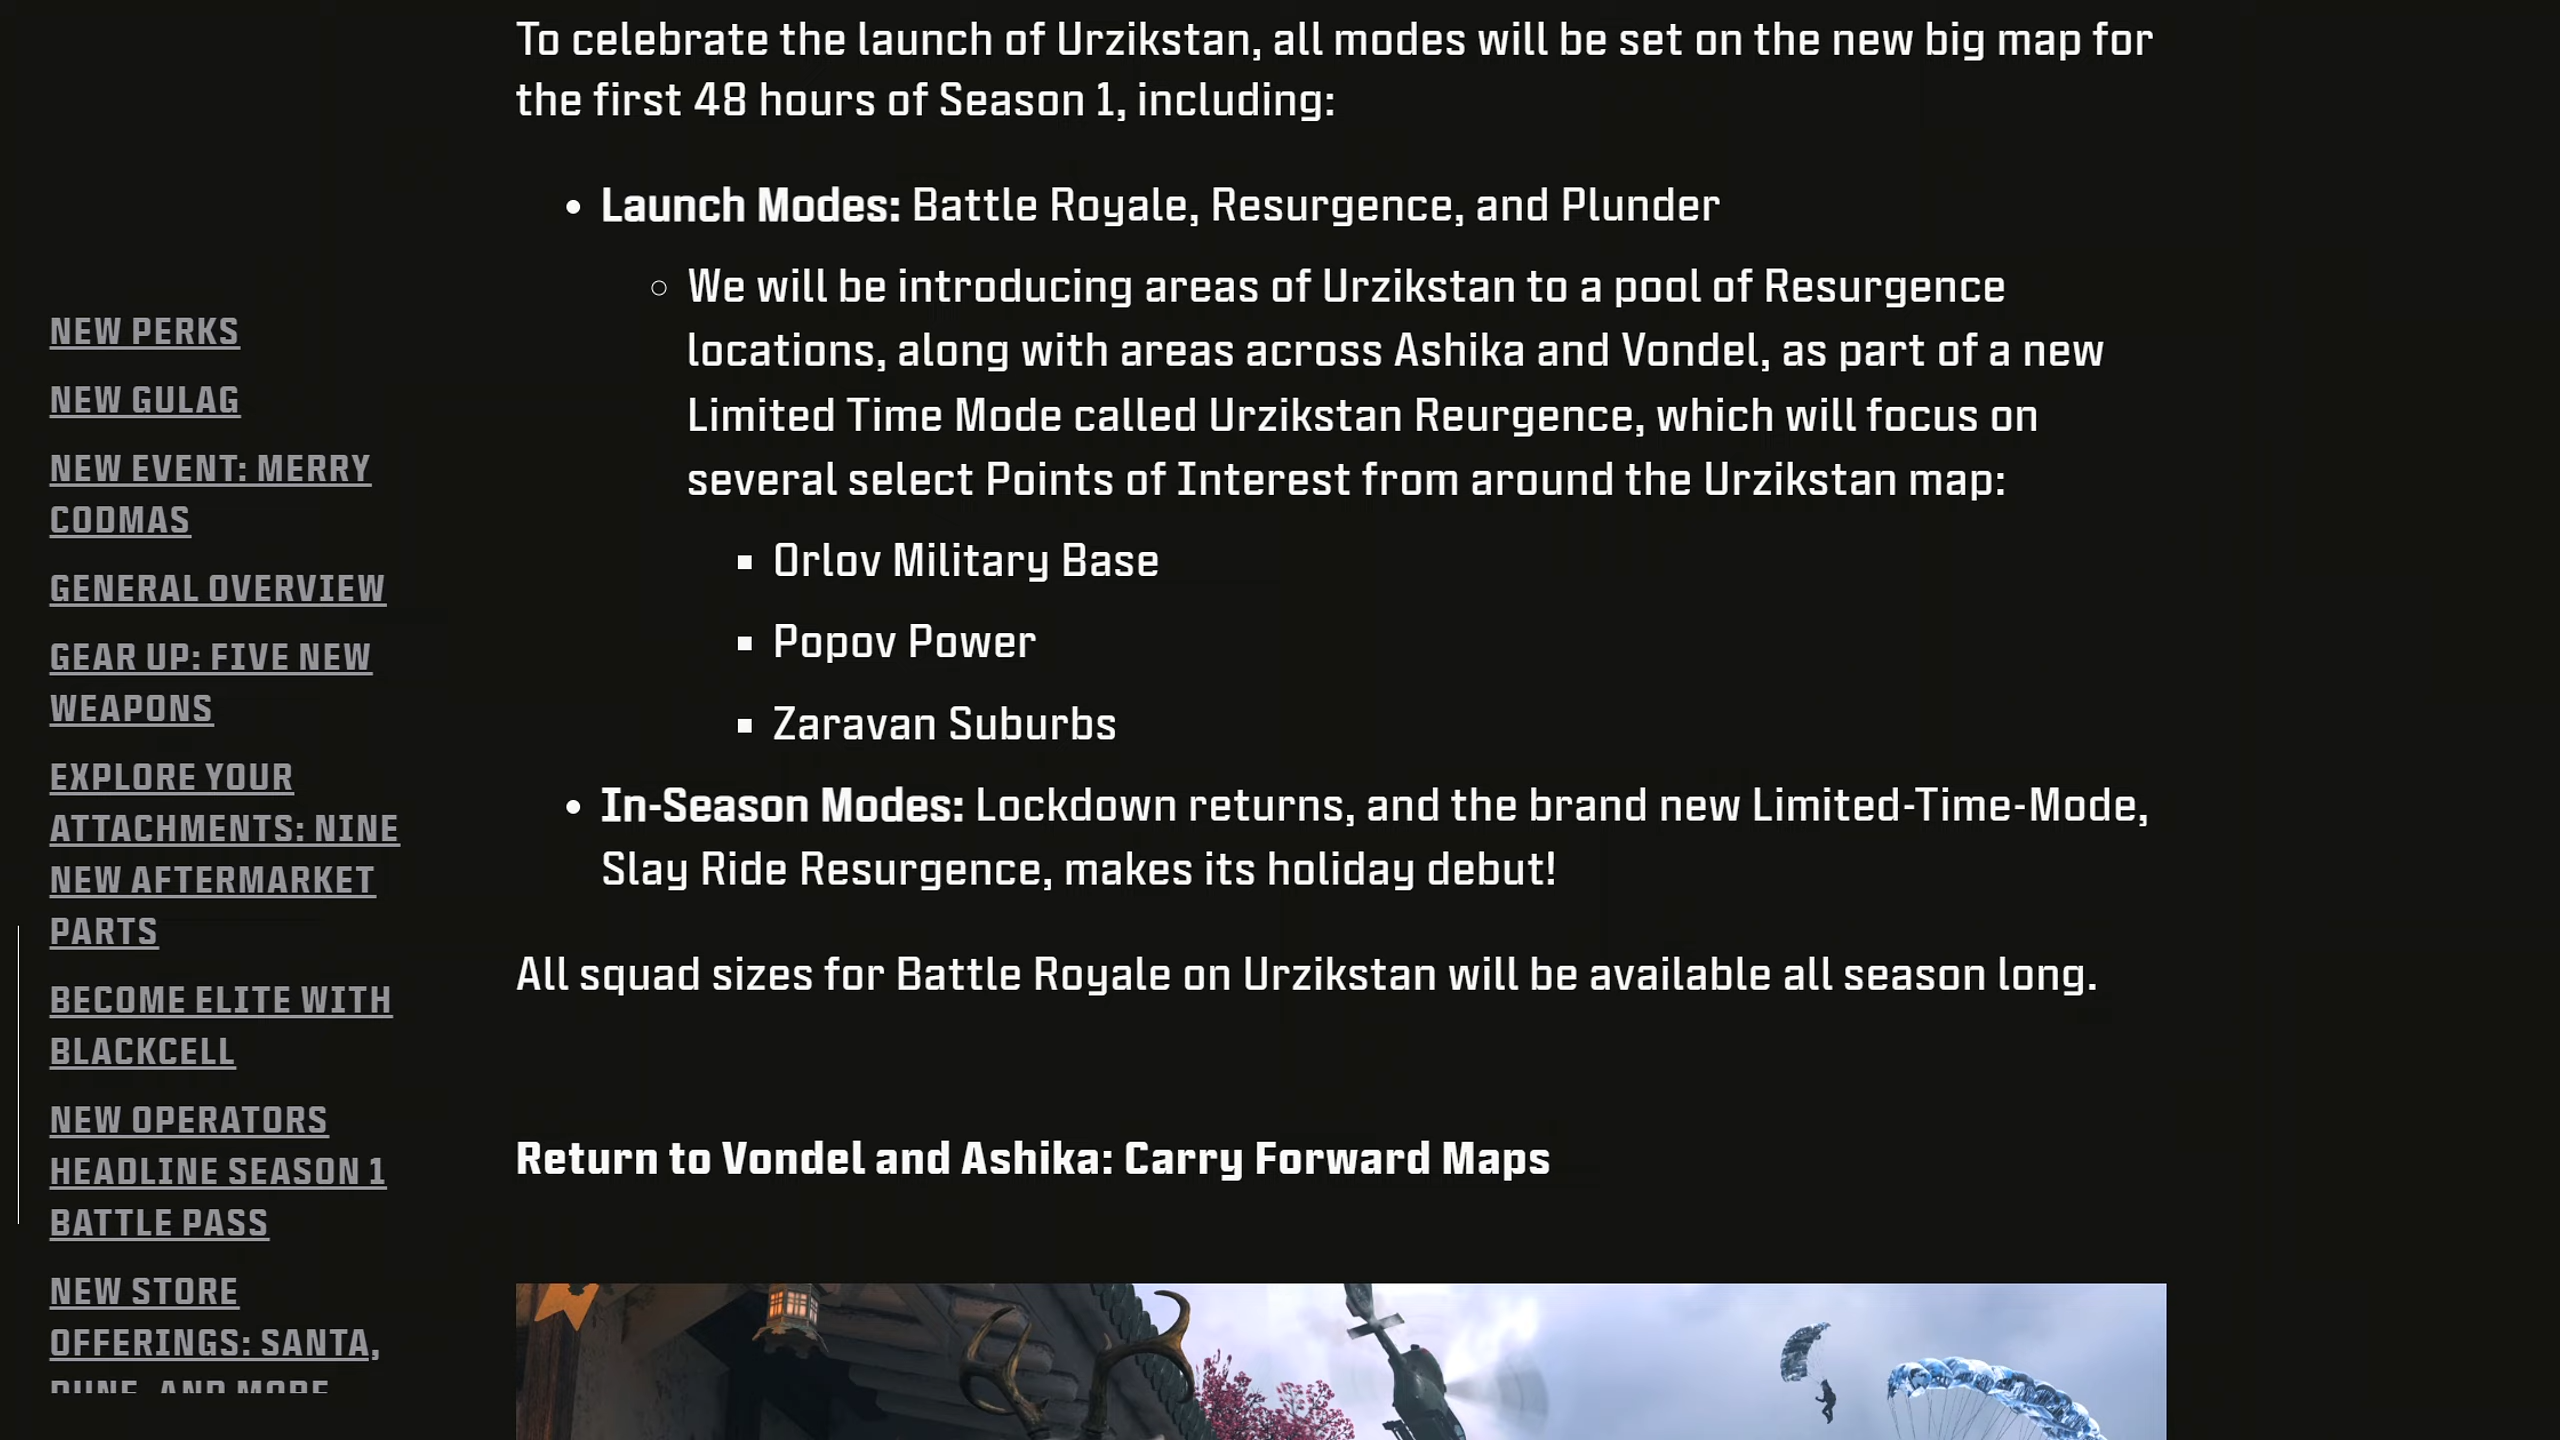 To celebrate the launch of Urzikstan, all modes will be set on the new big map for
the first 48 hours of Season 1, including:
• Launch Modes: Battle Royale, Resurgence, and Plunder
○ We will be introducing areas of Urzikstan to a pool of Resurgence
locations, along with areas across Ashika and Vondel, as part of a new
Limited Time Mode called Urzikstan Reurgence, which will focus on
several select Points of Interest from around the Urzikstan map:
▪ Orlov Military Base
▪ Popov Power
▪ Zaravan Suburbs
• In-Season Modes: Lockdown returns, and the brand new Limited-Time-Mode,
Slay Ride Resurgence, makes its holiday debut!
All squad sizes for Battle Royale on Urzikstan will be available all season long.
Return to Vondel and Ashika: Carry Forward Maps
NEW PERKS
NEW GULAG
NEW EVENT: MERRY
CODMAS
GENERAL OVERVIEW
GEAR UP: FIVE NEW
WEAPONS
EXPLORE YOUR
ATTACHMENTS: NINE
NEW AFTERMARKET
PARTS
BECOME ELITE WITH
BLACKCELL
NEW OPERATORS
HEADLINE SEASON 1
BATTLE PASS
NEW STORE
OFFERINGS: SANTA,
DUNE, AND MORE